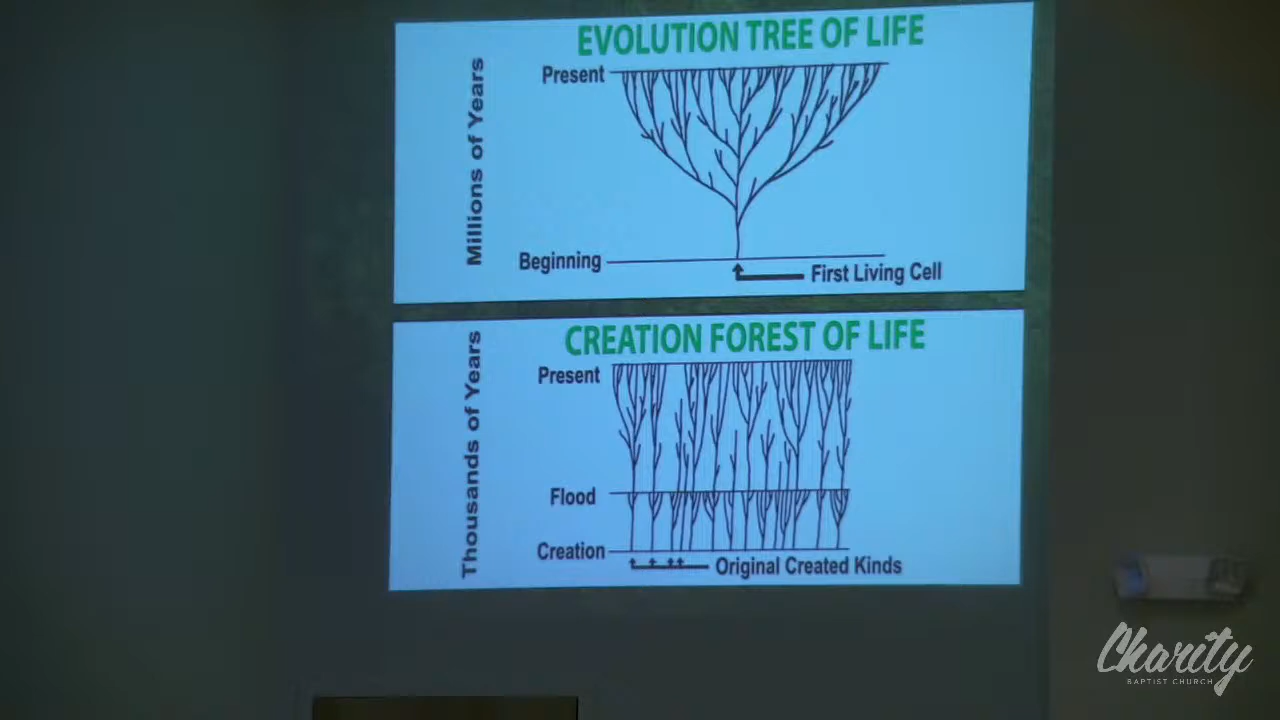 EVOLUTION TREE OF LIFE
Millions of Years
Present
Beginning
First Living Cell
CREATION FOREST OF LIFE
Thousands of Years
Present
Flood
Creation
Original Created Kinds
Charity
BAPTIST CHURCH